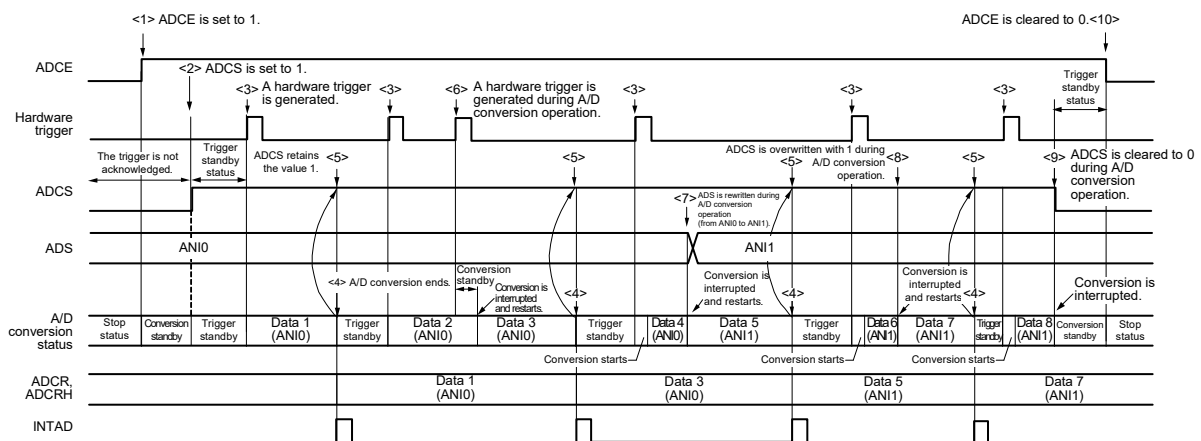 <1> ADCE is set to 1.
ADCE is cleared to 0.<10>
ADCE
<2> ADCS is set to 1.
<3> A hardware trigger
is generated.
<3>
<6> A hardware trigger is
generated during A/D
conversion operation.
<3>
<3>
<3>
Trigger
standby
status
Hardware
trigger
The trigger is not
acknowledged.
Trigger
standby
status
ADCS retains
the value 1.
<5>
<5>
ADCS is overwritten with 1 during
A/D conversion
operation.
<5>
<8>
<5>
<9> ADCS is cleared to 0
during A/D
conversion
operation.
ADCS
<7> ADS is rewritten during
A/D conversion
operation
(from ANI0 to ANI1).
ADS
ANI0
ANI1
<4> A/D conversion ends.
Conversion
standby
Conversion is
interrupted
and restarts.
<4>
Conversion is
interrupted
and restarts.
<4>
Conversion is
interrupted
and restarts.
<4>
Conversion is
interrupted.
A/D
conversion
status
Stop
status
Conversion
standby
Trigger
standby
Data 1
(ANI0)
Trigger
standby
Data 2
(ANI0)
Data 3
(ANI0)
Trigger
standby
Data 4
(ANI0)
Data 5
(ANI1)
Trigger
standby
Data 6
(ANI1)
Data 7
(ANI1)
Trigger
standby
Data 8
(ANI1)
Conversion
standby
Stop
status
Conversion starts
Conversion starts
Conversion starts
ADCR,
ADCRH
Data 1
(ANI0)
Data 3
(ANI0)
Data 5
(ANI1)
Data 7
(ANI1)
INTAD